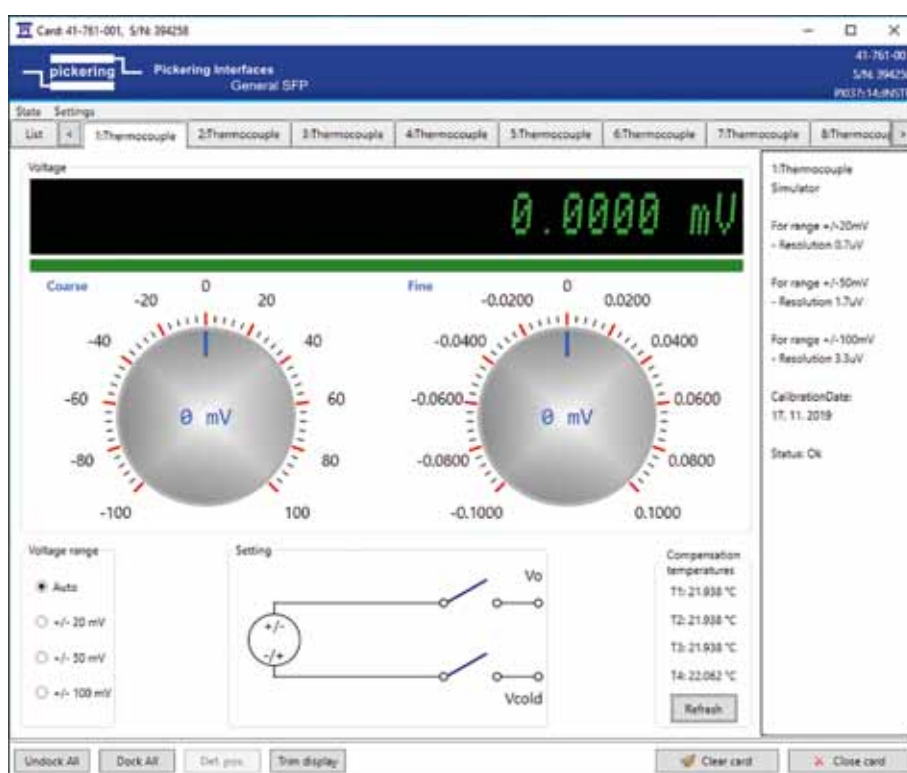 Card: 41-761-001, S/N: 394258
pickering
Pickering Interfaces
General SFP
41-761-00
S/N: 39425
State Settings
List < 1:Thermocouple 2:Thermocouple 3:Thermocouple 4:Thermocouple 5:Thermocouple 6:Thermocouple 7:Thermocouple 8:Thermocou >
Voltage
0.0000 mV
Coarse
0
-20 20
-40 40
-60 60
-80 80
-100 100
0 mV
Fine
0
-0.0200 0.0200
-0.0400 0.0400
-0.0600 0.0600
-0.0800 0.0800
-0.1000 0.1000
0 mV
1:Thermocouple
Simulator
For range +/-20mV
- Resolution 0.7uV
For range +/-50mV
- Resolution 1.7uV
For range +/-100mV
- Resolution 3.3uV
CalibrationDate:
17. 11. 2019
Status: Ok
Voltage range
Auto
+/- 20 mV
+/- 50 mV
+/- 100 mV
Setting
+/-
-/+
Vo
Vcold
Compensation
temperatures
T1: 21.938 °C
T2: 21.938 °C
T3: 21.938 °C
T4: 22.062 °C
Refresh
Undock All Dock All Def. pos. Trim display Clear card Close card